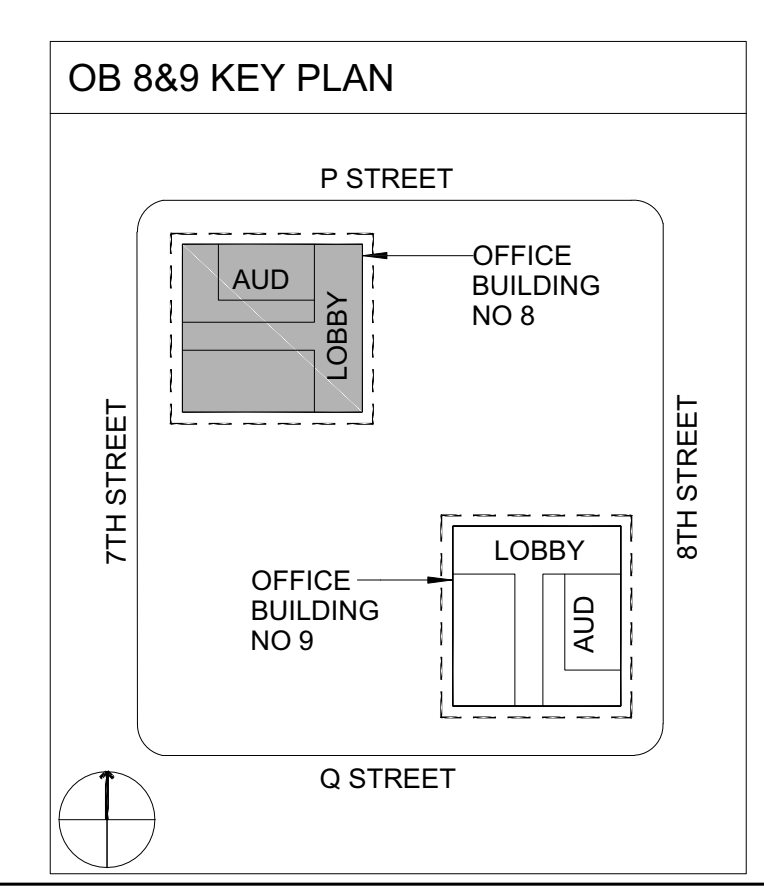 OB 8&9 KEY PLAN
P STREET
AUD
LOBBY
OFFICE
BUILDING
NO 8
7TH STREET
8TH STREET
LOBBY
AUD
OFFICE
BUILDING
NO 9
Q STREET